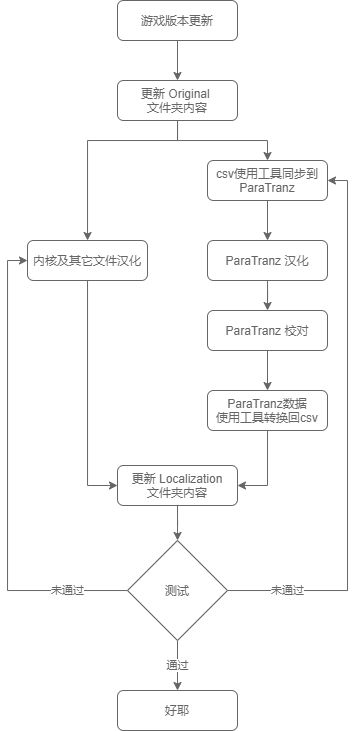 游戏版本更新
更新 Original
文件夹内容
csv使用工具同步到
ParaTranz
内核及其它文件汉化
ParaTranz 汉化
ParaTranz 校对
ParaTranz数据
使用工具转换回csv
更新 Localization
文件夹内容
未通过
测试
未通过
通过
好耶